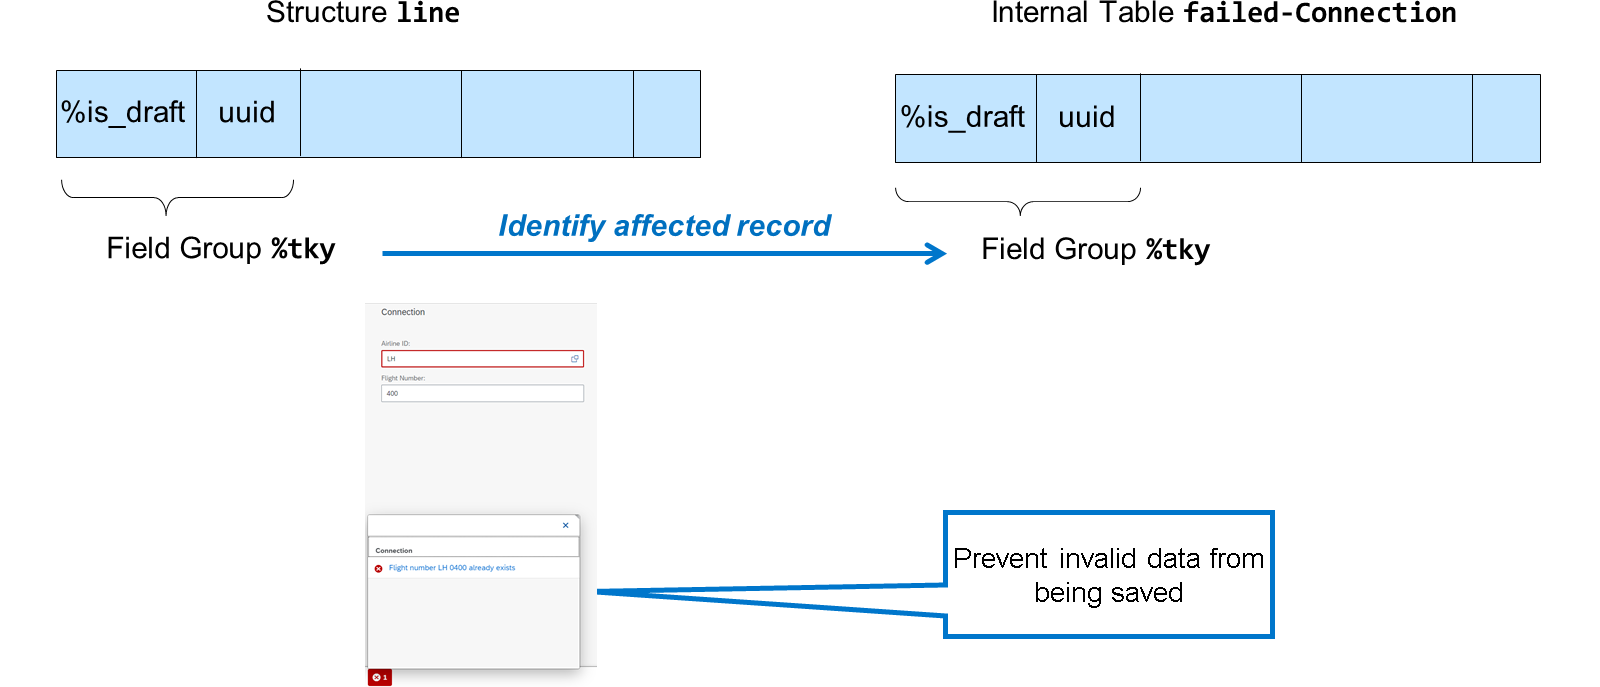 Structure line
Internal Table failed-Connection
%is_draft
uuid
%is_draft
uuid
Identify affected record
Field Group %tky
Field Group %tky
Connection
Airline ID:
LH
Flight Number:
400
Connection
Flight number LH 0400 already exists
1
Prevent invalid data from
being saved